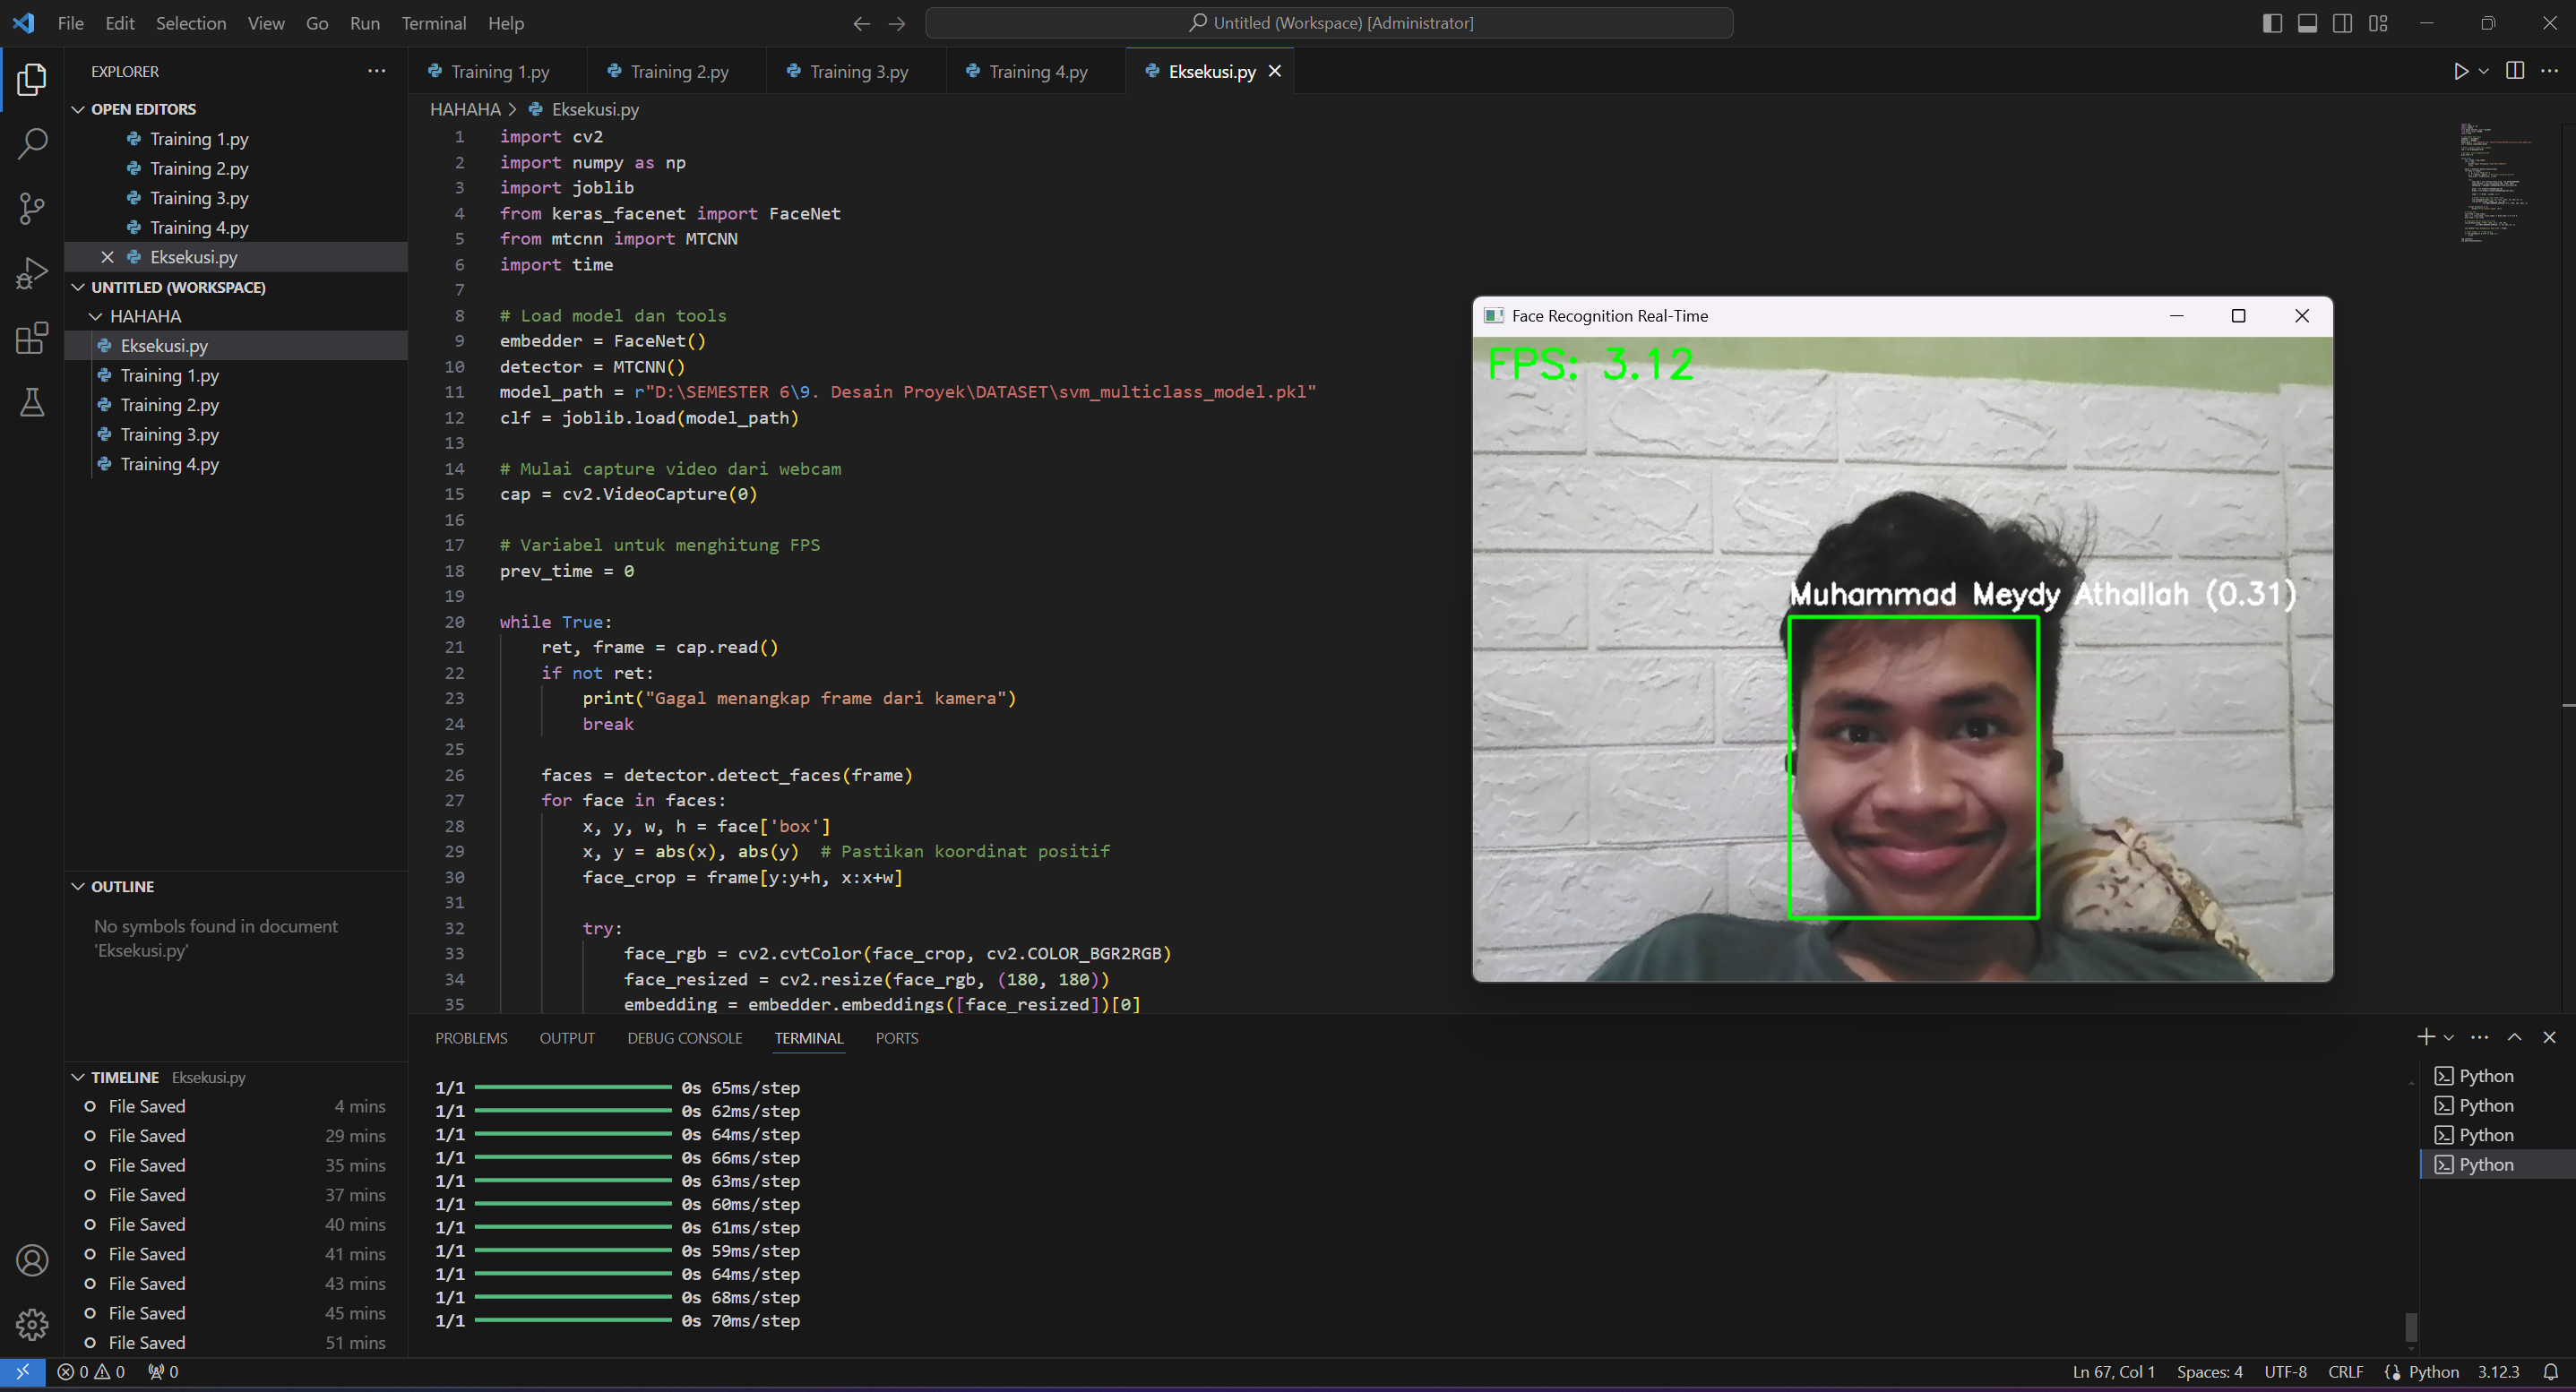 File Edit Selection View Go Run Terminal Help
Untitled (Workspace) [Administrator]
EXPLORER
OPEN EDITORS
Training 1.py
Training 2.py
Training 3.py
Training 4.py
Eksekusi.py
UNTITLED (WORKSPACE)
HAHAHA
Eksekusi.py
Training 1.py
Training 2.py
Training 3.py
Training 4.py
OUTLINE
No symbols found in document
'Eksekusi.py'
TIMELINE Eksekusi.py
File Saved 4 mins
File Saved 29 mins
File Saved 35 mins
File Saved 37 mins
File Saved 40 mins
File Saved 41 mins
File Saved 43 mins
File Saved 45 mins
File Saved 51 mins
Training 1.py Training 2.py Training 3.py Training 4.py Eksekusi.py
HAHAHA > Eksekusi.py
1 import cv2
2 import numpy as np
3 import joblib
4 from keras_facenet import FaceNet
5 from mtcnn import MTCNN
6 import time
7
8 # Load model dan tools
9 embedder = FaceNet()
10 detector = MTCNN()
11 model_path = r"D:\SEMESTER 6\9. Desain Proyek\DATASET\svm_multiclass_model.pkl"
12 clf = joblib.load(model_path)
13
14 # Mulai capture video dari webcam
15 cap = cv2.VideoCapture(0)
16
17 # Variabel untuk menghitung FPS
18 prev_time = 0
19
20 while True:
21 ret, frame = cap.read()
22 if not ret:
23 print("Gagal menangkap frame dari kamera")
24 break
25
26 faces = detector.detect_faces(frame)
27 for face in faces:
28 x, y, w, h = face['box']
29 x, y = abs(x), abs(y) # Pastikan koordinat positif
30 face_crop = frame[y:y+h, x:x+w]
31
32 try:
33 face_rgb = cv2.cvtColor(face_crop, cv2.COLOR_BGR2RGB)
34 face_resized = cv2.resize(face_rgb, (180, 180))
35 embedding = embedder.embeddings([face_resized])[0]
Face Recognition Real-Time
FPS: 3.12
Muhammad Meydy Athallah (0.31)
PROBLEMS OUTPUT DEBUG CONSOLE TERMINAL PORTS
1/1 0s 65ms/step
1/1 0s 62ms/step
1/1 0s 64ms/step
1/1 0s 66ms/step
1/1 0s 63ms/step
1/1 0s 60ms/step
1/1 0s 61ms/step
1/1 0s 59ms/step
1/1 0s 64ms/step
1/1 0s 68ms/step
1/1 0s 70ms/step
Python
Python
Python
Python
0 0 0
Ln 67, Col 1 Spaces: 4 UTF-8 CRLF {} Python 3.12.3